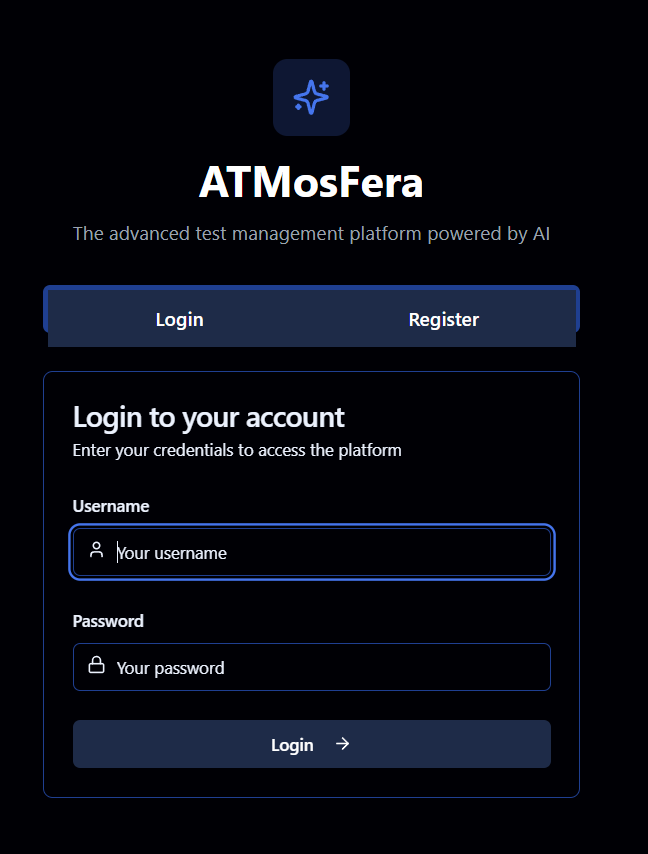 ATMosFera
The advanced test management platform powered by AI
Login
Register
Login to your account
Enter your credentials to access the platform
Username
Your username
Password
Your password
Login